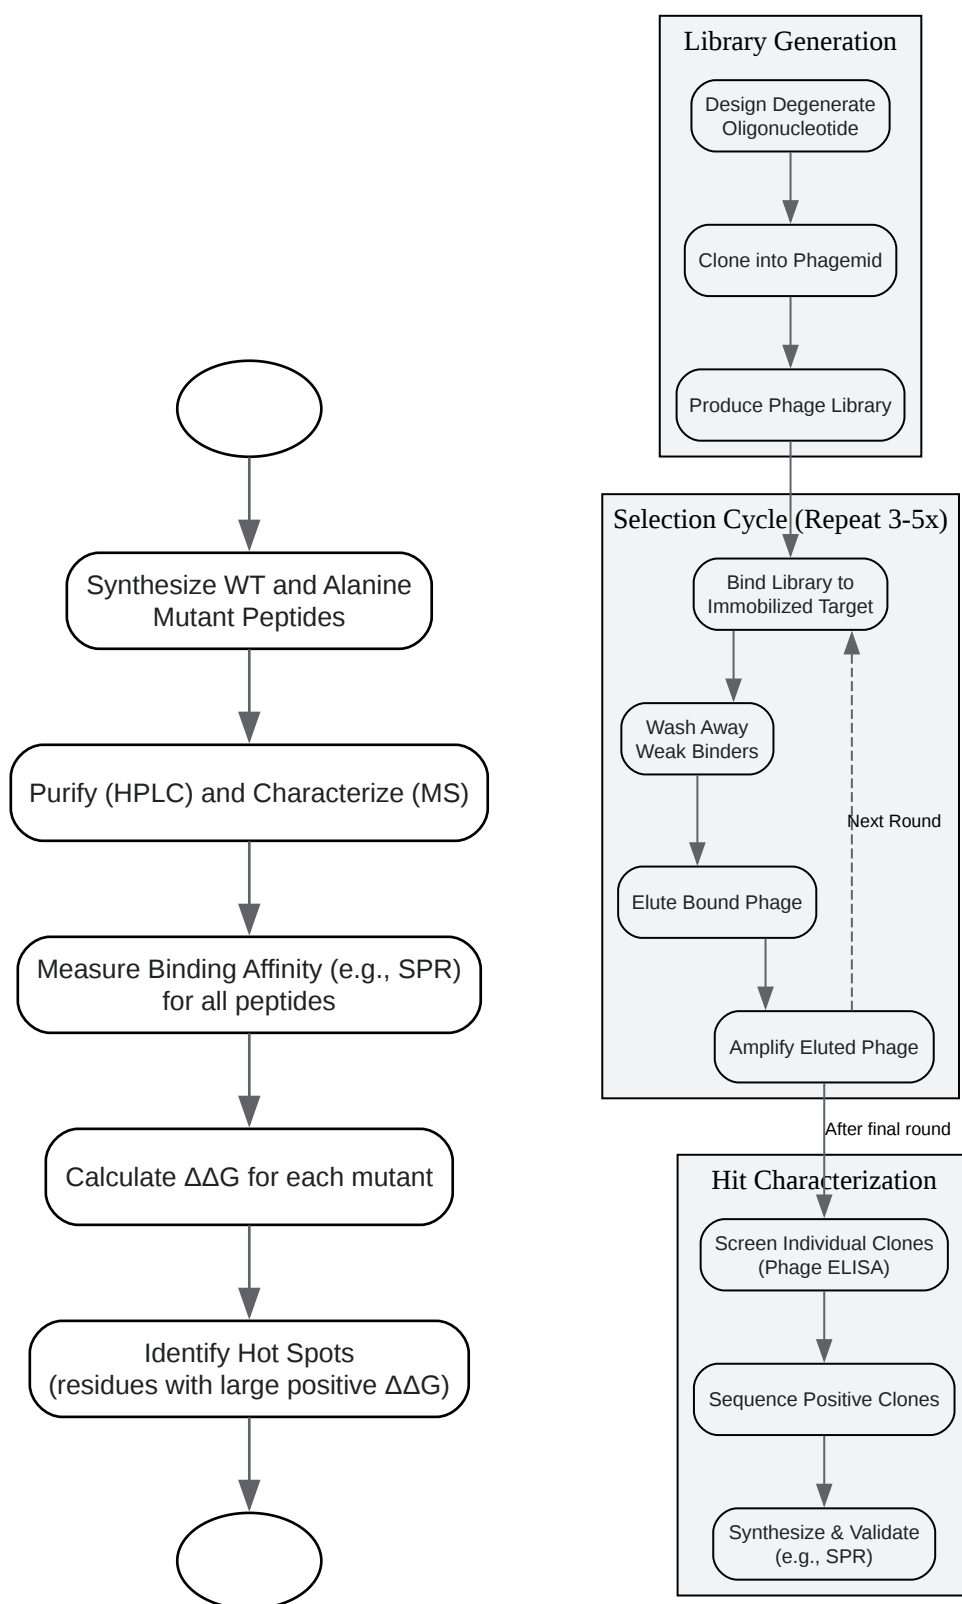 Synthesize WT and Alanine
Mutant Peptides
Purify (HPLC) and Characterize (MS)
Measure Binding Affinity (e.g., SPR)
for all peptides
Calculate ΔΔG for each mutant
Identify Hot Spots
(residues with large positive ΔΔG)
Library Generation
Design Degenerate
Oligonucleotide
Clone into Phagemid
Produce Phage Library
Selection Cycle (Repeat 3-5x)
Bind Library to
Immobilized Target
Wash Away
Weak Binders
Next Round
Elute Bound Phage
Amplify Eluted Phage
After final round
Hit Characterization
Screen Individual Clones
(Phage ELISA)
Sequence Positive Clones
Synthesize & Validate
(e.g., SPR)